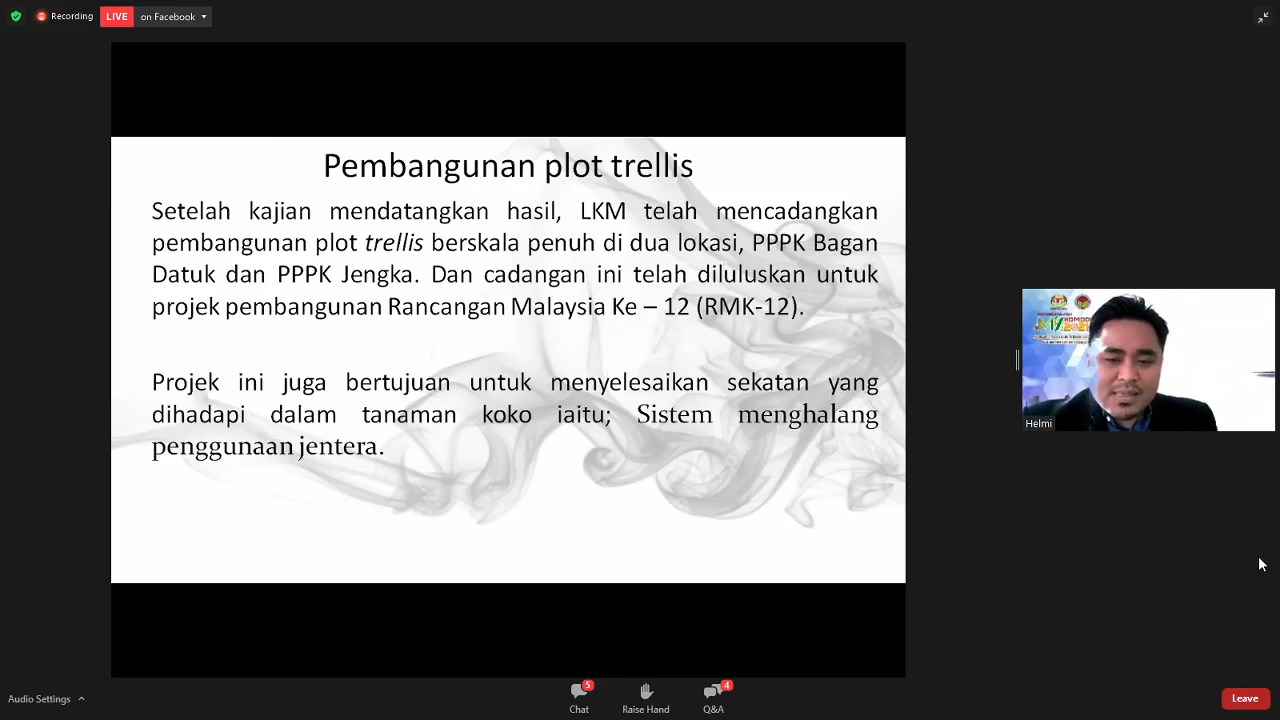 Recording
LIVE on Facebook
Pembangunan plot trellis
Setelah kajian mendatangkan hasil, LKM telah mencadangkan
pembangunan plot trellis berskala penuh di dua lokasi, PPPK Bagan
Datuk dan PPPK Jengka. Dan cadangan ini telah diluluskan untuk
projek pembangunan Rancangan Malaysia Ke – 12 (RMK-12).
Projek ini juga bertujuan untuk menyelesaikan sekatan yang
dihadapi dalam tanaman koko iaitu; Sistem menghalang
penggunaan jentera.
Helmi
Audio Settings
5
Chat
Raise Hand
4
Q&A
Leave